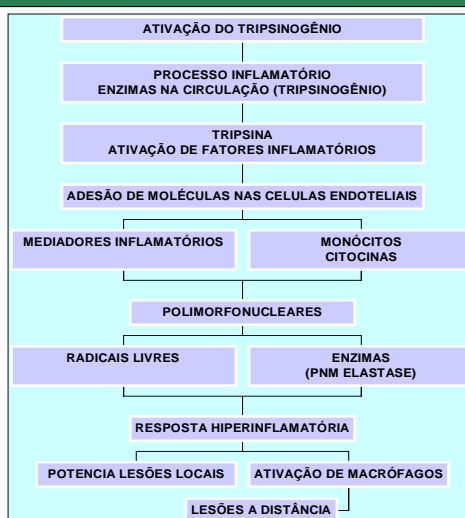 ATIVAÇÃO DO TRIPSINOGÊNIO
PROCESSO INFLAMATÓRIO
ENZIMAS NA CIRCULAÇÃO (TRIPSINOGÊNIO)
TRIPSINA
ATIVAÇÃO DE FATORES INFLAMATÓRIOS
ADESÃO DE MOLÉCULAS NAS CELULAS ENDOTELIAIS
MEDIADORES INFLAMATÓRIOS
MONÓCITOS
CITOCINAS
POLIMORFONUCLEARES
RADICAIS LIVRES
ENZIMAS
(PNM ELASTASE)
RESPOSTA HIPERINFLAMATÓRIA
POTENCIA LESÕES LOCAIS
ATIVAÇÃO DE MACRÓFAGOS
LESÕES A DISTÂNCIA